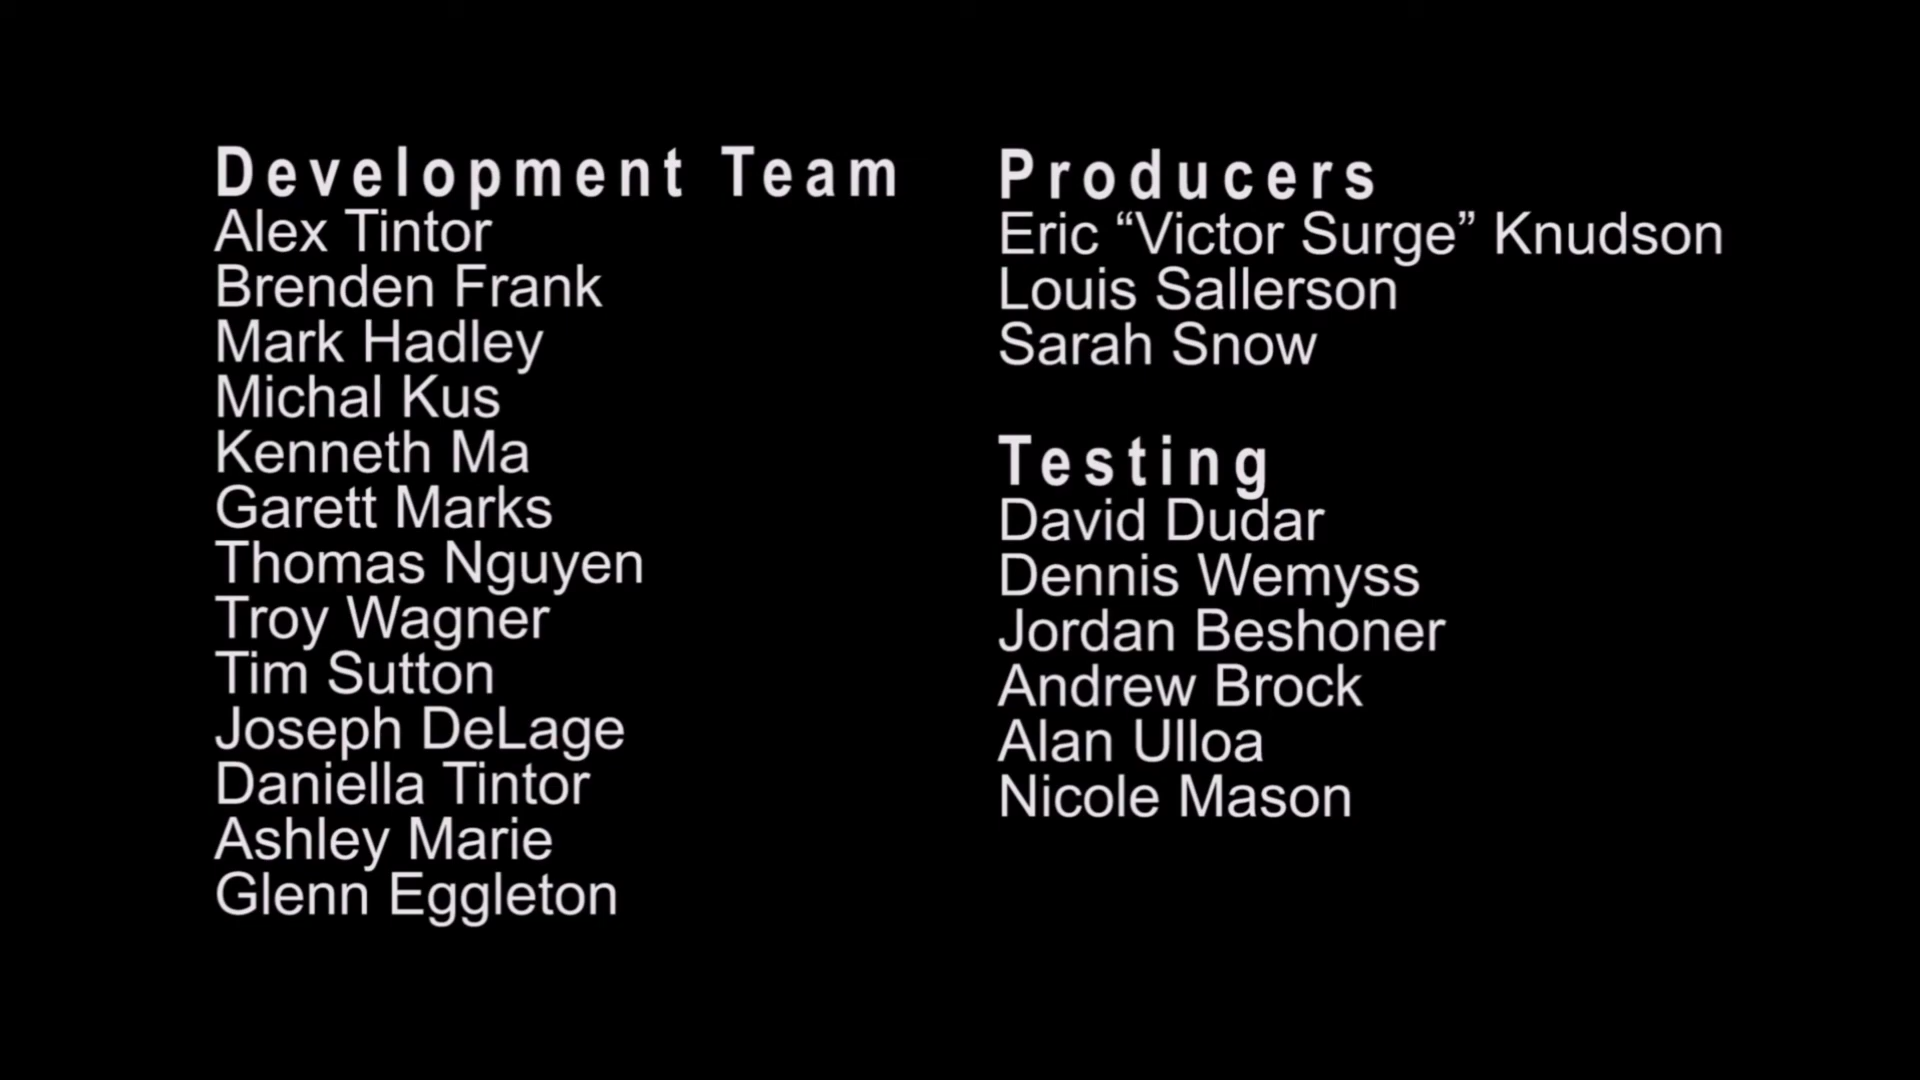 Development Team
Alex Tintor
Brenden Frank
Mark Hadley
Michal Kus
Kenneth Ma
Garett Marks
Thomas Nguyen
Troy Wagner
Tim Sutton
Joseph DeLage
Daniella Tintor
Ashley Marie
Glenn Eggleton
Producers
Eric “Victor Surge” Knudson
Louis Sallerson
Sarah Snow
Testing
David Dudar
Dennis Wemyss
Jordan Beshoner
Andrew Brock
Alan Ulloa
Nicole Mason